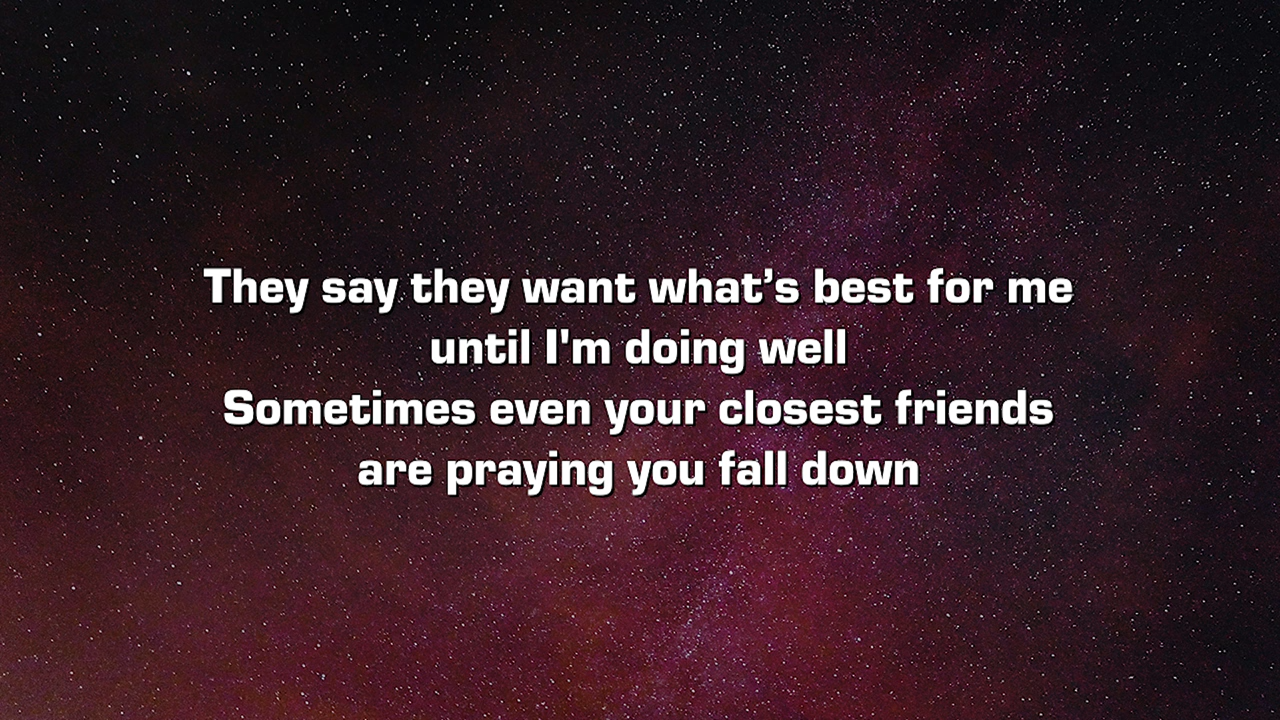 They say they want what’s best for me
until I'm doing well
Sometimes even your closest friends
are praying you fall down